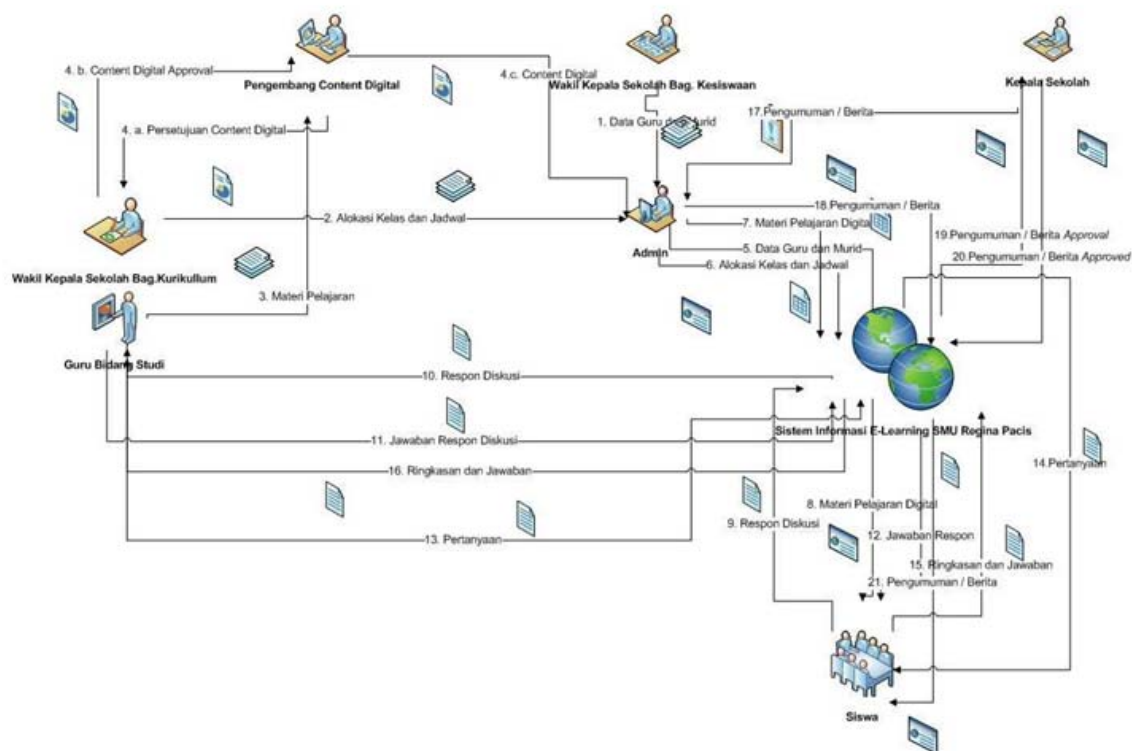 4. b. Content Digital Approval
Pengembang Content Digital
4.c. Content Digital
Wakil Kepala Sekolah Bag. Kesiswaan
Kepala Sekolah
4. a. Persetujuan Content Digital
1. Data Guru dan Murid
17.Pengumuman / Berita
2. Alokasi Kelas dan Jadwal
18.Pengumuman / Berita
7. Materi Pelajaran Digital
Admin
19.Pengumuman / Berita Approval
5. Data Guru dan Murid
20.Pengumuman / Berita Approved
6. Alokasi Kelas dan Jadwal
Wakil Kepala Sekolah Bag.Kurikullum
3. Materi Pelajaran
Guru Bidang Studi
10. Respon Diskusi
Sistem Informasi E-Learning SMU Regina Pacis
11. Jawaban Respon Diskusi
14.Pertanyaan
16. Ringkasan dan Jawaban
8. Materi Pelajaran Digital
9. Respon Diskusi
13. Pertanyaan
12. Jawaban Respon
15. Ringkasan dan Jawaban
21. Pengumuman / Berita
Siswa